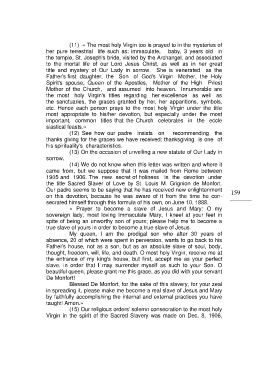 (11) « The most holy Virgin too is prayed to in the mysteries of
her pure terrestrial life such as: Immaculate, baby, 3 years old in
the temple, St. Joseph's bride, visited by the Archangel, and associated
to the mortal life of our Lord Jesus Christ, as well as in her great
title and mystery of Our Lady in sorrow. She is venerated as the
Father's first daughter, the Son of God's Virgin Mother, the Holy
Spirit's spouse, Queen of the Apostles, Mother of the High Priest
Mother of the Church, and assumed into heaven. Innumerable are
the most holy Virgin's titles regarding her excellence as well as
the sanctuaries, the graces granted by her, her apparitions, symbols,
etc. Hence each person prays to the most holy Virgin under the title
most appropriate to his/her devotion, but especially under the most
important, common titles that the Church celebrates in the eccle
siastical feasts.»
(12) See how our padre insists on recommending the
thanks giving for the graces we have received: thanksgiving is one of
his spirituality's characteristics.
(13) On the occasion of unveiling a new statute of Our Lady in
sorrow.
(14) We do not know when this letter was written and where it
came from, but we suppose that it was mailed from Rome between
1935 and 1936. The new secret of holiness is the devotion under
the title Sacred Slaver of Love by St. Louis M. Grignion de Monfort.
Our padre seems to be saying that he has received new enlightenment
on this devotion, because he was aware of it from the time he con-
secrated himself through this formula of his own, on June 10, 1888.
« Prayer to become a slave of Jesus and Mary: O my
sovereign lady, most loving Immaculate Mary, I kneel at your feet in
spite of being an unworthy son of yours; please help me to become a
true slave of yours in order to become a true slave of Jesus.
My queen, I am the prodigal son who after 30 years of
absence, 20 of which were spent in perversion, wants to go back to his
Father's house, not as a son, but as an absolute slave of soul, body,
thought, freedom, will, life, and death. O most holy Virgin, receive me at
the entrance of my king's house, but first, accept me as your perfect
slave, in order that I may surrender myself as such to your Son. O
beautiful queen, please grant me this grace, as you did with your servant
De Monfort!
Blessed De Monfort, for the sake of this slavery, for your zeal
in spreading it, please make me become a real slave of Jesus and Mary
by faithfully accomplishing the internal and external practices you have
taught! Amen.»
(15) Our religious orders' solemn consecration to the most holy
Virgin in the spirit of the Sacred Slavery was made on Dec. 8, 1936,
159